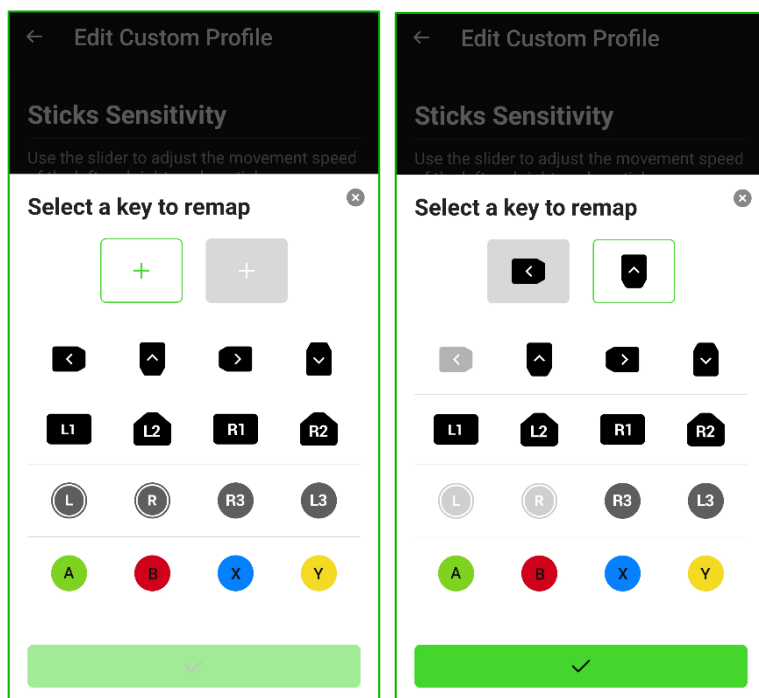 Edit Custom Profile
Sticks Sensitivity
Use the slider to adjust the movement speed
Select a key to remap
L1 L2 R1 R2
L R R3 L3
A B X Y
Edit Custom Profile
Sticks Sensitivity
Use the slider to adjust the movement speed
Select a key to remap
L1 L2 R1 R2
L R R3 L3
A B X Y